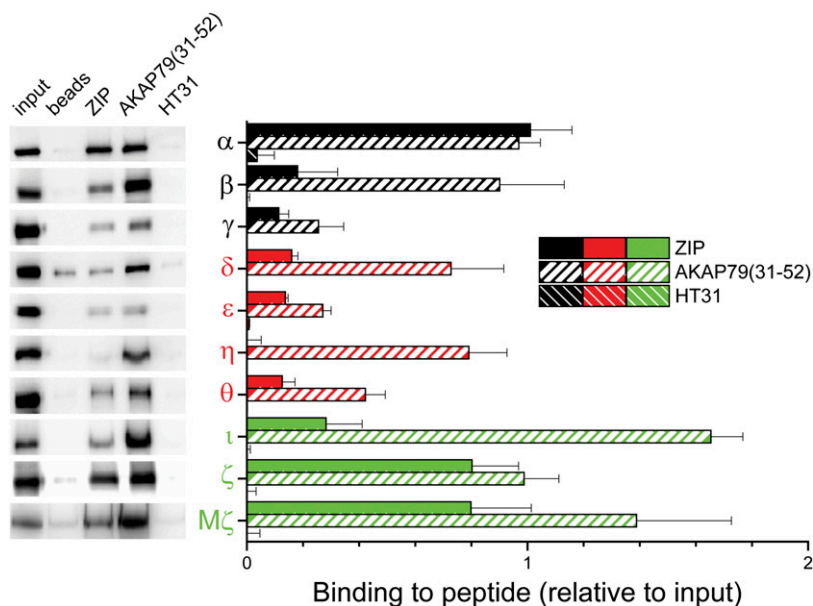 input
beads
ZIP
AKAP79(31-52)
HT31
α
β
γ
δ
ε
η
θ
ι
ζ
Mζ
ZIP
AKAP79(31-52)
HT31
0 1 2
Binding to peptide (relative to input)